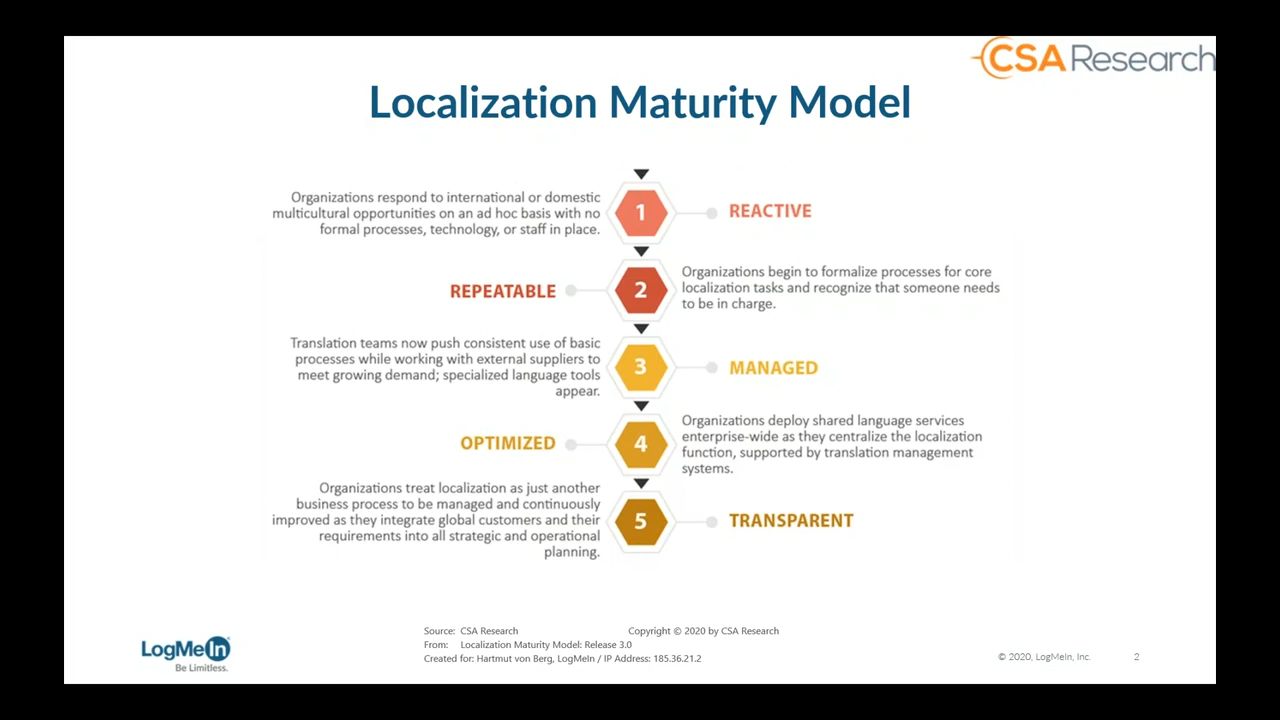 CSA Research
Localization Maturity Model
Organizations respond to international or domestic
multicultural opportunities on an ad hoc basis with no
formal processes, technology, or staff in place.
1
REACTIVE
REPEATABLE
2
Organizations begin to formalize processes for core
localization tasks and recognize that someone needs
to be in charge.
Translation teams now push consistent use of basic
processes while working with external suppliers to
meet growing demand; specialized language tools
appear.
3
MANAGED
OPTIMIZED
4
Organizations deploy shared language services
enterprise-wide as they centralize the localization
function, supported by translation management
systems.
Organizations treat localization as just another
business process to be managed and continuously
improved as they integrate global customers and their
requirements into all strategic and operational
planning.
5
TRANSPARENT
LogMeIn
Be Limitless.
Source: CSA Research Copyright © 2020 by CSA Research
From: Localization Maturity Model: Release 3.0
Created for: Hartmut von Berg, LogMeIn / IP Address: 185.36.21.2
© 2020, LogMeIn, Inc. 2